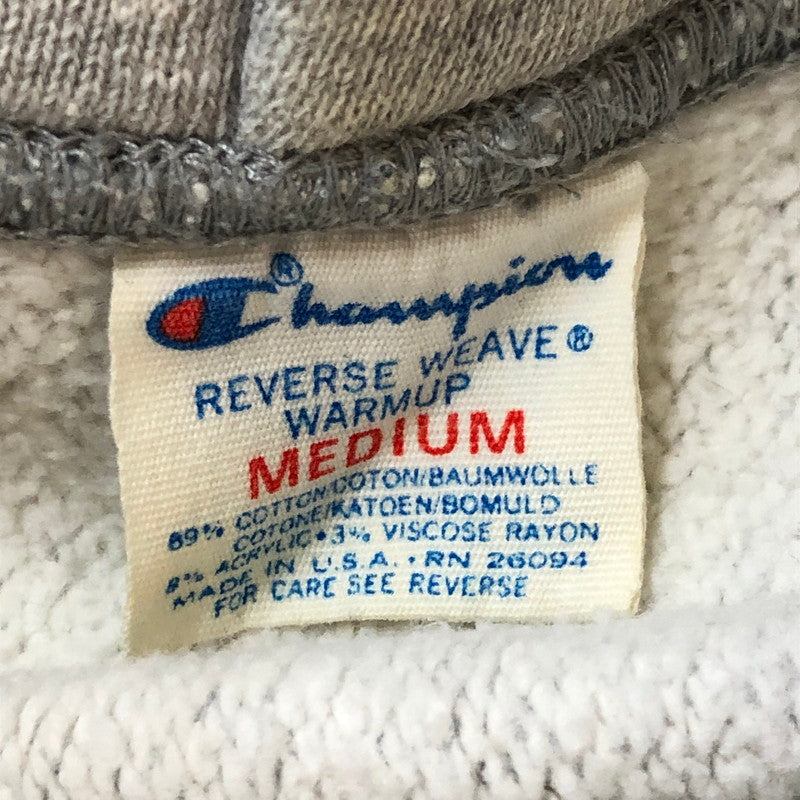 Champion®
REVERSE WEAVE®
WARMUP
MEDIUM
89% COTTON/COTON/BAUMWOLLE
COTONE/KATOEN/BOMULD
8% ACRYLIC • 3% VISCOSE RAYON
MADE IN U.S.A. • RN 26094
FOR CARE SEE REVERSE